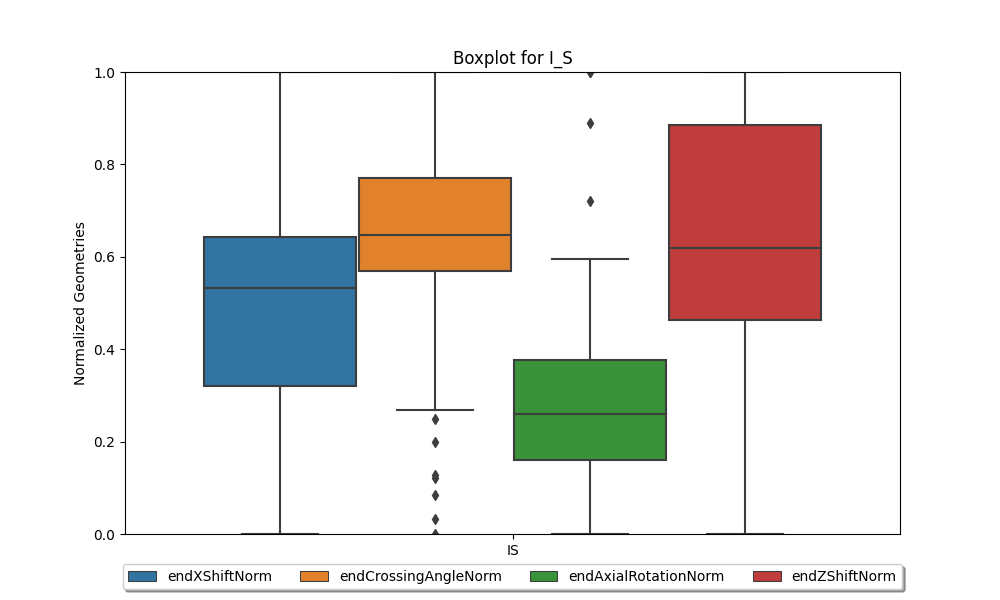 Boxplot for I_S
1.0
0.8
0.6
0.4
0.2
0.0
Normalized Geometries
IS
endXShiftNorm endCrossingAngleNorm endAxialRotationNorm endZShiftNorm